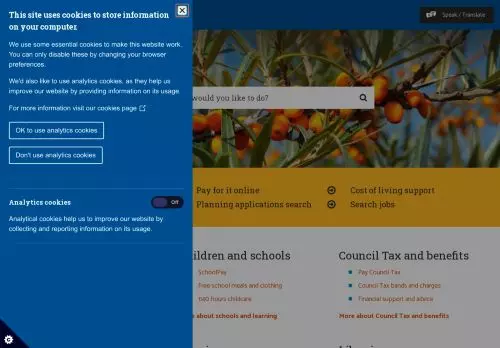 This site uses cookies to store information
on your computer.
We use some essential cookies to make this website work.
You can only disable these by changing your browser
preferences.
We'd also like to use analytics cookies, as they help us
improve our website by providing information on its usage.
For more information visit our cookies page
OK to use analytics cookies
Don't use analytics cookies
Analytics cookies
Off
Analytical cookies help us to improve our website by
collecting and reporting information on its usage.
Speak / Translate
would you like to do?
Pay for it online
Cost of living support
Planning applications search
Search jobs
ildren and schools
Council Tax and benefits
SchoolPay
Pay Council Tax
Free school meals and clothing
Council Tax bands and charges
1140 hours childcare
Financial support and advice
e about schools and learning
More about Council Tax and benefits